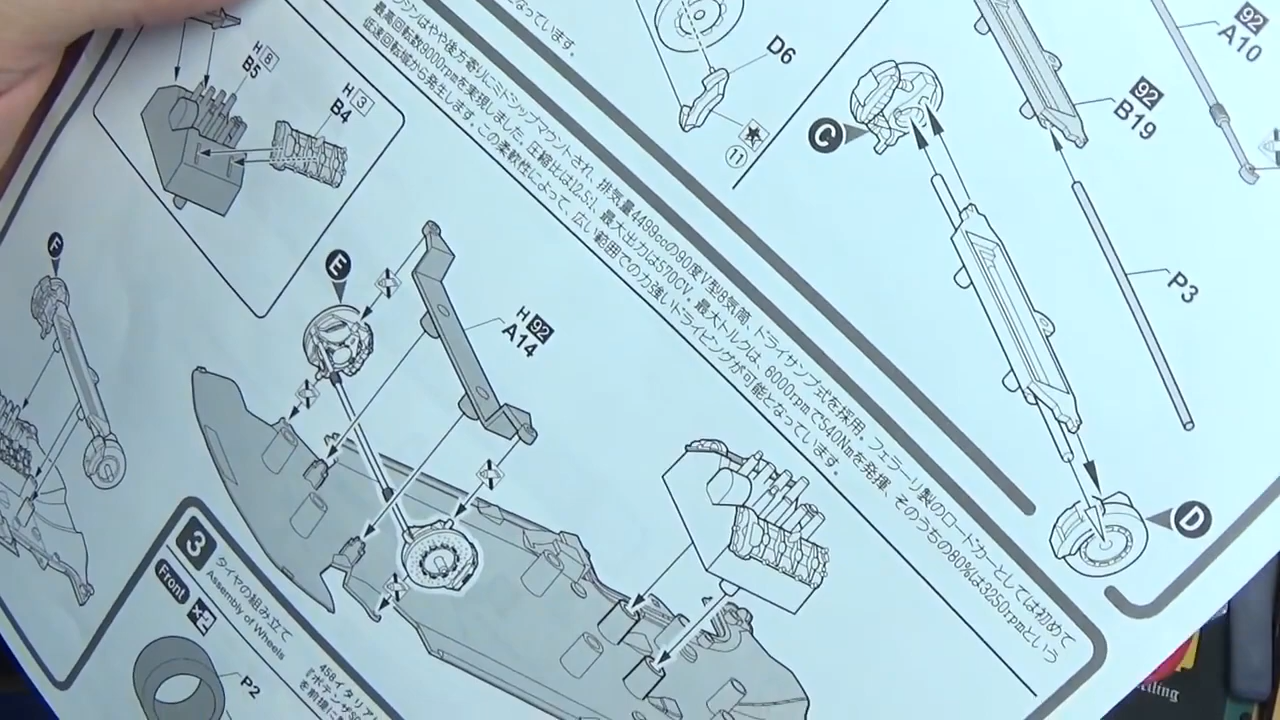 となっています。
エンジンはやや後方寄りにミドシップマウントされ、排気量4499ccの90度V型8気筒、ドライサンプ式を採用。フェラーリ製のロードカーとしては初めて
最高回転数9000rpmを実現しました。圧縮比は12.5:1、最大出力は570CV。最大トルクは、6000rpmで540Nmを発揮、そのうちの80%は3250rpmという
低速回転域から発生します。この柔軟性によって、広い範囲での力強いドライビングが可能となっています。
H 8
B5
H 3
B4
F
E
H 92
A14
D6
11
C
92
B19
92
A10
P3
D
3
タイヤの組み立て
Assembly of Wheels
Front
×2
P2
458イタリア